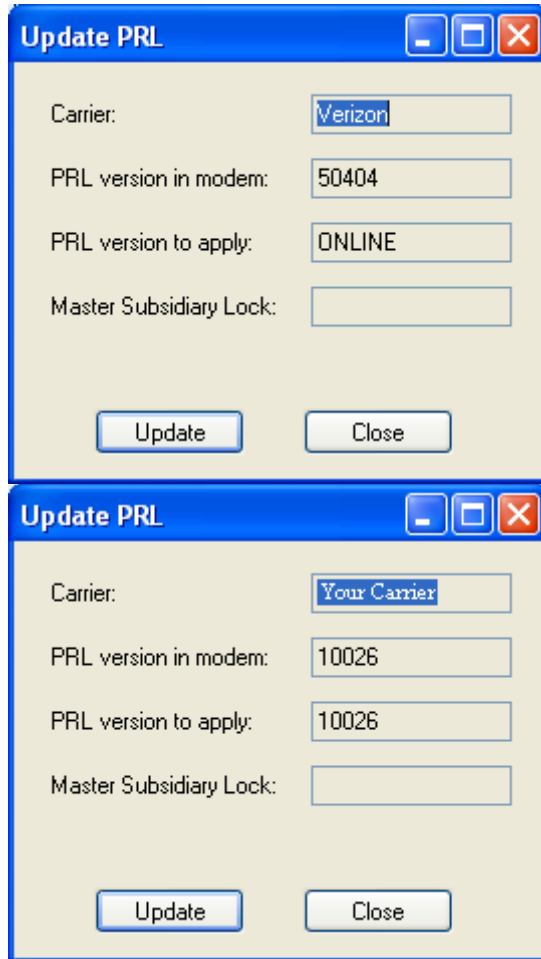 Update PRL
Carrier: Verizon
PRL version in modem: 50404
PRL version to apply: ONLINE
Master Subsidiary Lock:
Update Close
Update PRL
Carrier: Your Carrier
PRL version in modem: 10026
PRL version to apply: 10026
Master Subsidiary Lock:
Update Close